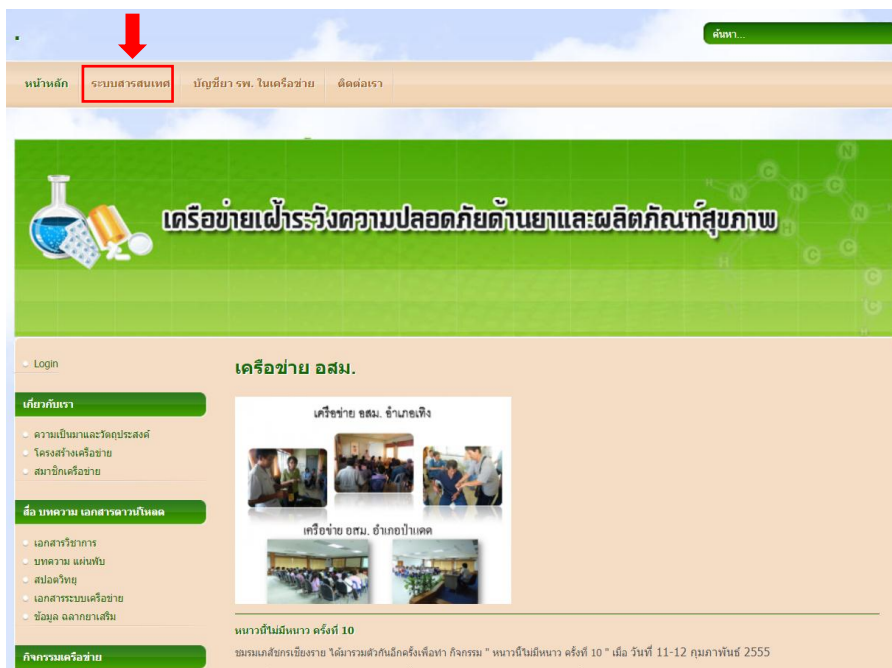 .
ค้นหา...
หน้าหลัก ระบบสารสนเทศ บัญชียา รพ. ในเครือข่าย ติดต่อเรา
เครือข่ายเฝ้าระวังความปลอดภัยด้านยาและผลิตภัณฑ์สุขภาพ
Login
เกี่ยวกับเรา
ความเป็นมาและวัตถุประสงค์
โครงสร้างเครือข่าย
สมาชิกเครือข่าย
สื่อ บทความ เอกสารดาวน์โหลด
เอกสารวิชาการ
บทความ แผ่นพับ
สปอตวิทยุ
เอกสารระบบเครือข่าย
ข้อมูล ฉลากยาเสริม
กิจกรรมเครือข่าย
เครือข่าย อสม.
เครือข่าย อสม. อำเภอเทิง
เครือข่าย อสม. อำเภอป่าแดด
หนาวนี้ไม่มีหนาว ครั้งที่ 10
ชมรมเภสัชกรเชียงราย ได้มารวมตัวกันอีกครั้งเพื่อทำ กิจกรรม " หนาวนี้ไม่มีหนาว ครั้งที่ 10 " เมื่อ วันที่ 11-12 กุมภาพันธ์ 2555